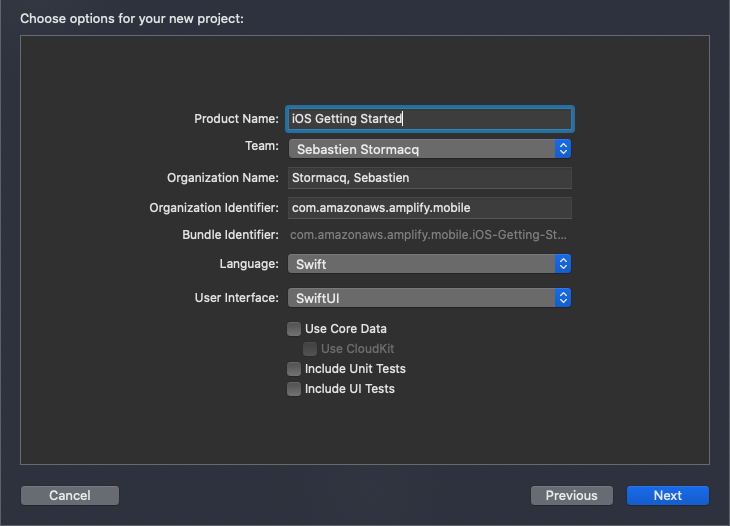 Choose options for your new project:
Product Name: iOS Getting Started
Team: Sebastien Stormacq
Organization Name: Stormacq, Sebastien
Organization Identifier: com.amazonaws.amplify.mobile
Bundle Identifier: com.amazonaws.amplify.mobile.iOS-Getting-St...
Language: Swift
User Interface: SwiftUI
Use Core Data
Use CloudKit
Include Unit Tests
Include UI Tests
Cancel Previous Next